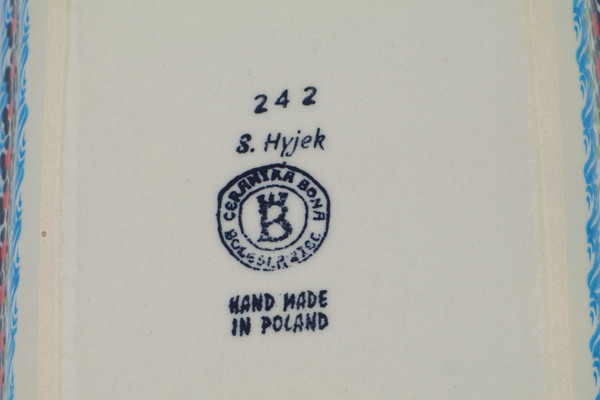 242
S. Hyjek
CERAMIKA BONA
B
BOLESLAWIEC
HAND MADE
IN POLAND